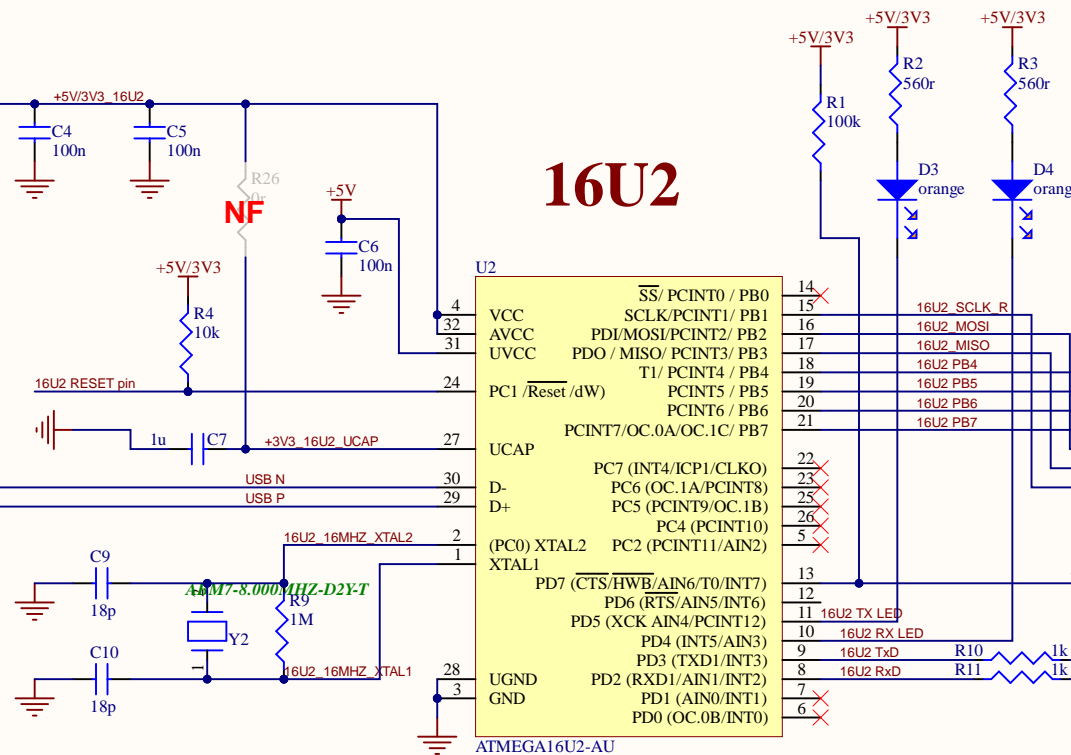 +5V/3V3
+5V/3V3
+5V/3V3
R2
560r
R3
560r
+5V/3V3_16U2
C4
100n
C5
100n
R1
100k
16U2
R26
0r
NF
+5V
D3
orange
D4
orang
C6
100n
+5V/3V3
R4
10k
U2
4
VCC
32
AVCC
31
UVCC
16U2 RESET pin
24
PC1 /Reset /dW)
1u
C7
+3V3_16U2_UCAP
27
UCAP
USB N
30
D-
USB P
29
D+
16U2_16MHZ_XTAL2
2
(PC0) XTAL2
1
XTAL1
C9
18p
ABM7-8.000MHZ-D2Y-T
R9
1M
Y2
1
C10
18p
16U2_16MHZ_XTAL1
28
UGND
3
GND
SS/ PCINT0 / PB0
14
SCLK/PCINT1/ PB1
15
16U2_SCLK_R
PDI/MOSI/PCINT2/ PB2
16
16U2_MOSI
PDO / MISO/ PCINT3/ PB3
17
16U2_MISO
T1/ PCINT4 / PB4
18
16U2 PB4
PCINT5 / PB5
19
16U2 PB5
PCINT6 / PB6
20
16U2 PB6
PCINT7/OC.0A/OC.1C/ PB7
21
16U2 PB7
PC7 (INT4/ICP1/CLKO)
22
PC6 (OC.1A/PCINT8)
23
PC5 (PCINT9/OC.1B)
25
PC4 (PCINT10)
26
PC2 (PCINT11/AIN2)
5
PD7 (CTS/HWB/AIN6/T0/INT7)
13
PD6 (RTS/AIN5/INT6)
12
PD5 (XCK AIN4/PCINT12)
11
16U2 TX LED
PD4 (INT5/AIN3)
10
16U2 RX LED
PD3 (TXD1/INT3)
9
16U2 TxD
R10
1k
PD2 (RXD1/AIN1/INT2)
8
16U2 RxD
R11
1k
PD1 (AIN0/INT1)
7
PD0 (OC.0B/INT0)
6
ATMEGA16U2-AU